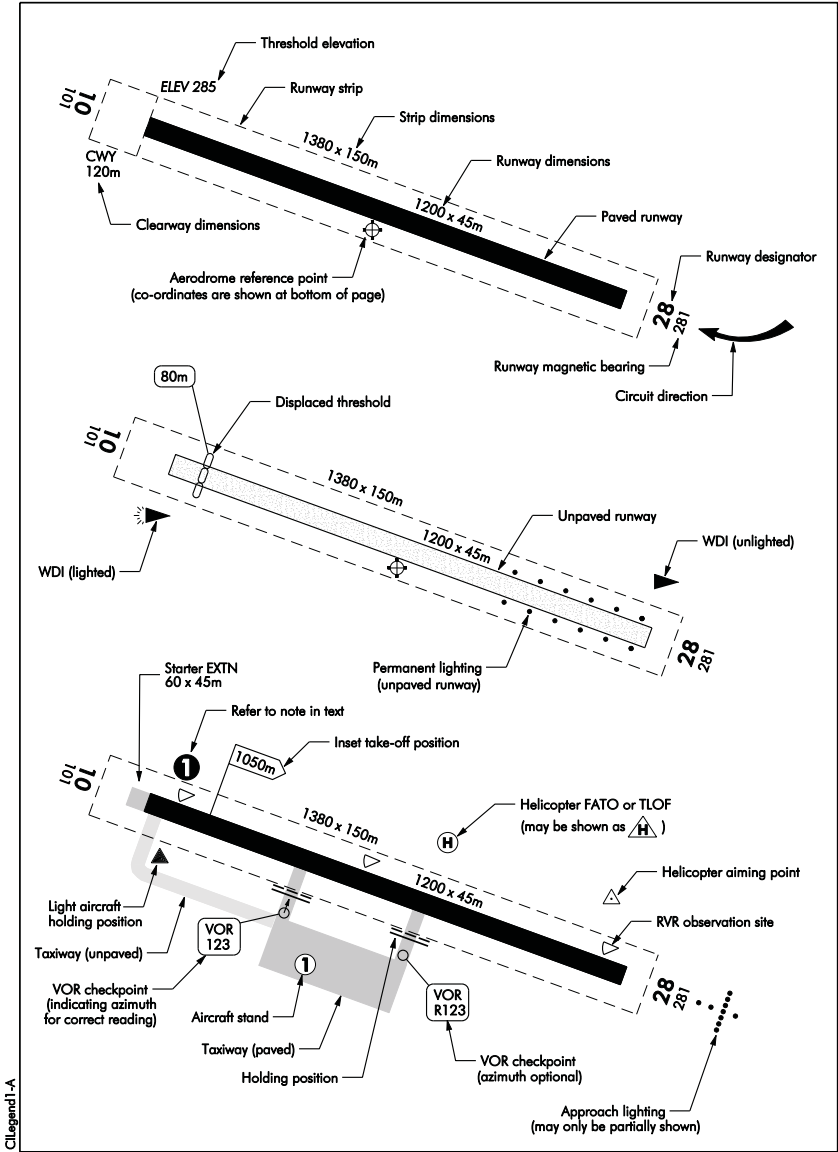 Threshold elevation
ELEV 285
Runway strip
10
101
Strip dimensions
1380 x 150m
Runway dimensions
CWY
120m
1200 x 45m
Paved runway
Clearway dimensions
Runway designator
Aerodrome reference point
(co-ordinates are shown at bottom of page)
28
281
Runway magnetic bearing
Circuit direction
80m
Displaced threshold
10
101
1380 x 150m
Unpaved runway
1200 x 45m
WDI (unlighted)
WDI (lighted)
Permanent lighting
(unpaved runway)
28
281
Starter EXTN
60 x 45m
Refer to note in text
1
1050m
Inset take-off position
10
101
1380 x 150m
Helicopter FATO or TLOF
(may be shown as H )
H
1200 x 45m
Helicopter aiming point
Light aircraft
holding position
RVR observation site
VOR
123
Taxiway (unpaved)
1
VOR checkpoint
(indicating azimuth
for correct reading)
VOR
R123
28
281
Aircraft stand
Taxiway (paved)
VOR checkpoint
(azimuth optional)
Holding position
Approach lighting
(may only be partially shown)
CILegend1-A